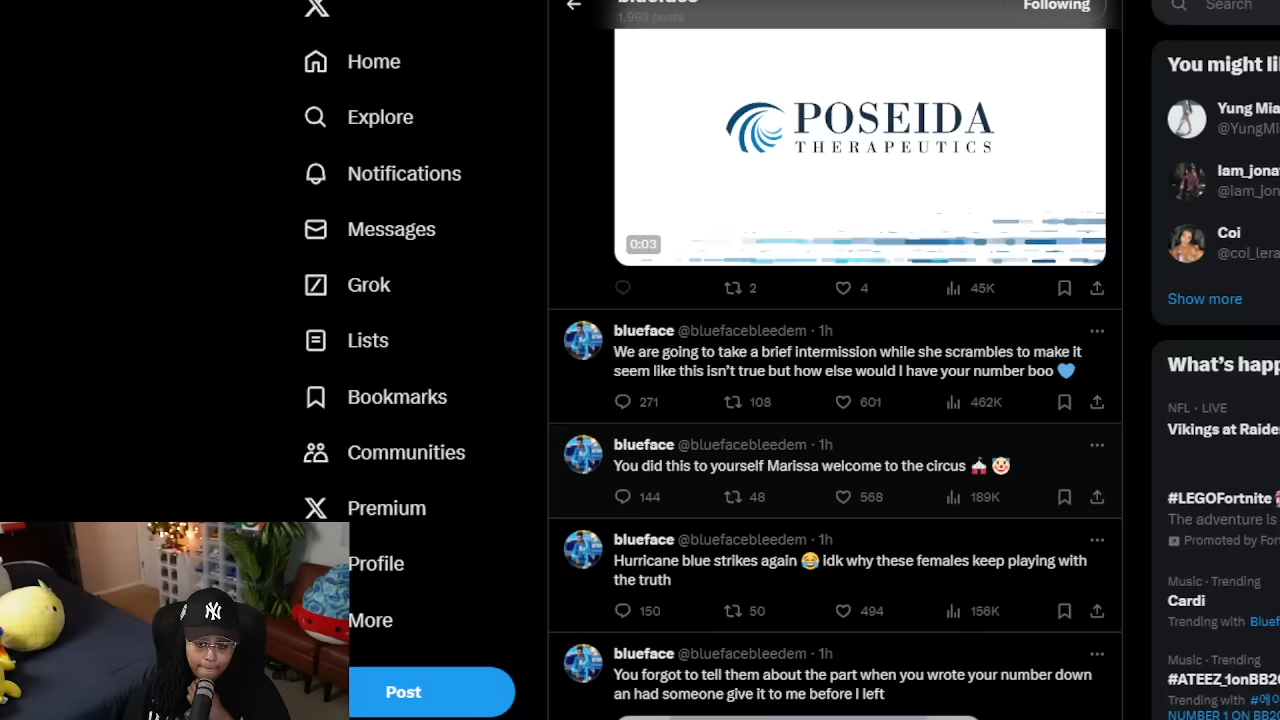 Following
1,993 posts
Search
Home
Explore
Notifications
Messages
Grok
Lists
Bookmarks
Communities
Premium
Profile
More
Post
POSEIDA
THERAPEUTICS
0:03
2
4
45K
blueface @bluefacebleedem · 1h
We are going to take a brief intermission while she scrambles to make it
seem like this isn't true but how else would I have your number boo 💙
271
108
601
462K
blueface @bluefacebleedem · 1h
You did this to yourself Marissa welcome to the circus 🎪 🤡
144
48
568
189K
blueface @bluefacebleedem · 1h
Hurricane blue strikes again 😂 idk why these females keep playing with
the truth
150
50
494
156K
blueface @bluefacebleedem · 1h
You forgot to tell them about the part when you wrote your number down
an had someone give it to me before I left
You might li
Yung Mia
@YungMi
Iam_jona
@Iam_jon
Coi
@coi_lera
Show more
What's happ
NFL · LIVE
Vikings at Raide
#LEGOFortnite
The adventure is
Promoted by For
Music · Trending
Cardi
Trending with Bluef
Music · Trending
#ATEEZ_1onBB20
Trending with
NUMBER 1 ON BB20
NY